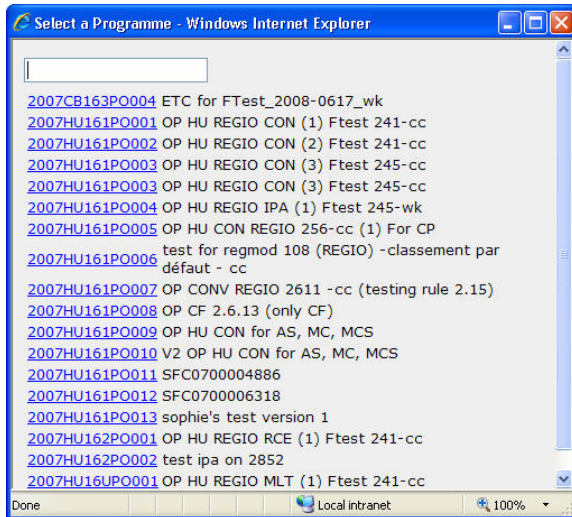 Select a Programme - Windows Internet Explorer
2007CB163PO004 ETC for FTest_2008-0617_wk
2007HU161PO001 OP HU REGIO CON (1) Ftest 241-cc
2007HU161PO002 OP HU REGIO CON (2) Ftest 241-cc
2007HU161PO003 OP HU REGIO CON (3) Ftest 245-cc
2007HU161PO003 OP HU REGIO CON (3) Ftest 245-cc
2007HU161PO004 OP HU REGIO IPA (1) Ftest 245-wk
2007HU161PO005 OP HU CON REGIO 256-cc (1) For CP
2007HU161PO006 test for regmod 108 (REGIO) -classement par
défaut - cc
2007HU161PO007 OP CONV REGIO 2611 -cc (testing rule 2.15)
2007HU161PO008 OP CF 2.6.13 (only CF)
2007HU161PO009 OP HU CON for AS, MC, MCS
2007HU161PO010 V2 OP HU CON for AS, MC, MCS
2007HU161PO011 SFC0700004886
2007HU161PO012 SFC0700006318
2007HU161PO013 sophie's test version 1
2007HU162PO001 OP HU REGIO RCE (1) Ftest 241-cc
2007HU162PO002 test ipa on 2852
2007HU16UPO001 OP HU REGIO MLT (1) Ftest 241-cc
Done Local intranet 100%